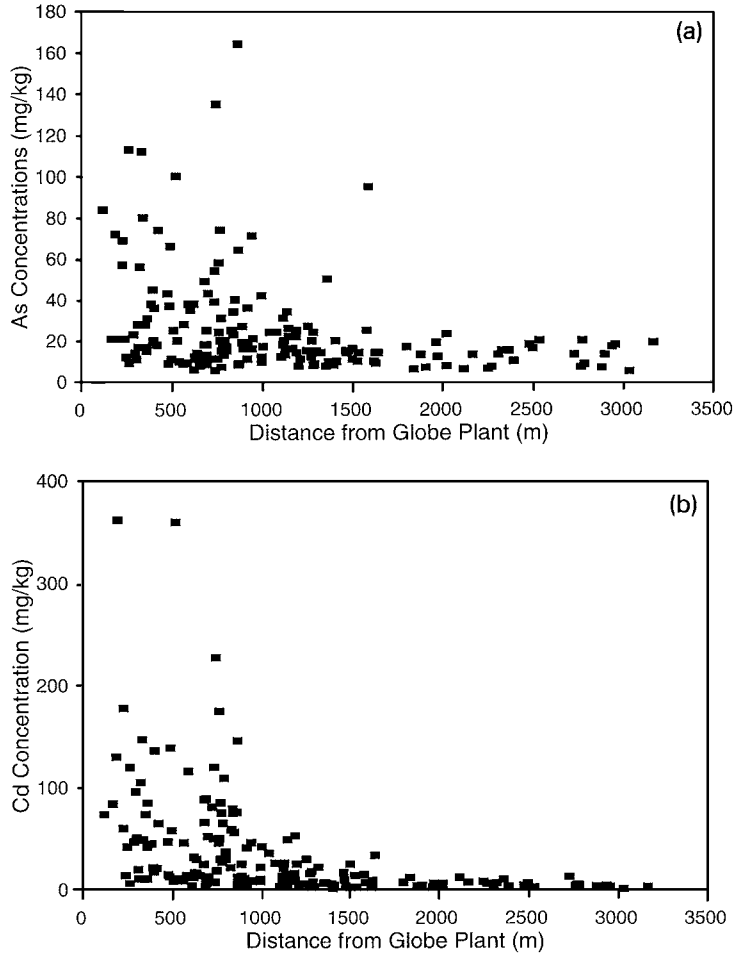 (a)
180
160
140
120
100
80
60
40
20
0
As Concentrations (mg/kg)
0 500 1000 1500 2000 2500 3000 3500
Distance from Globe Plant (m)
(b)
400
300
200
100
0
Cd Concentration (mg/kg)
0 500 1000 1500 2000 2500 3000 3500
Distance from Globe Plant (m)